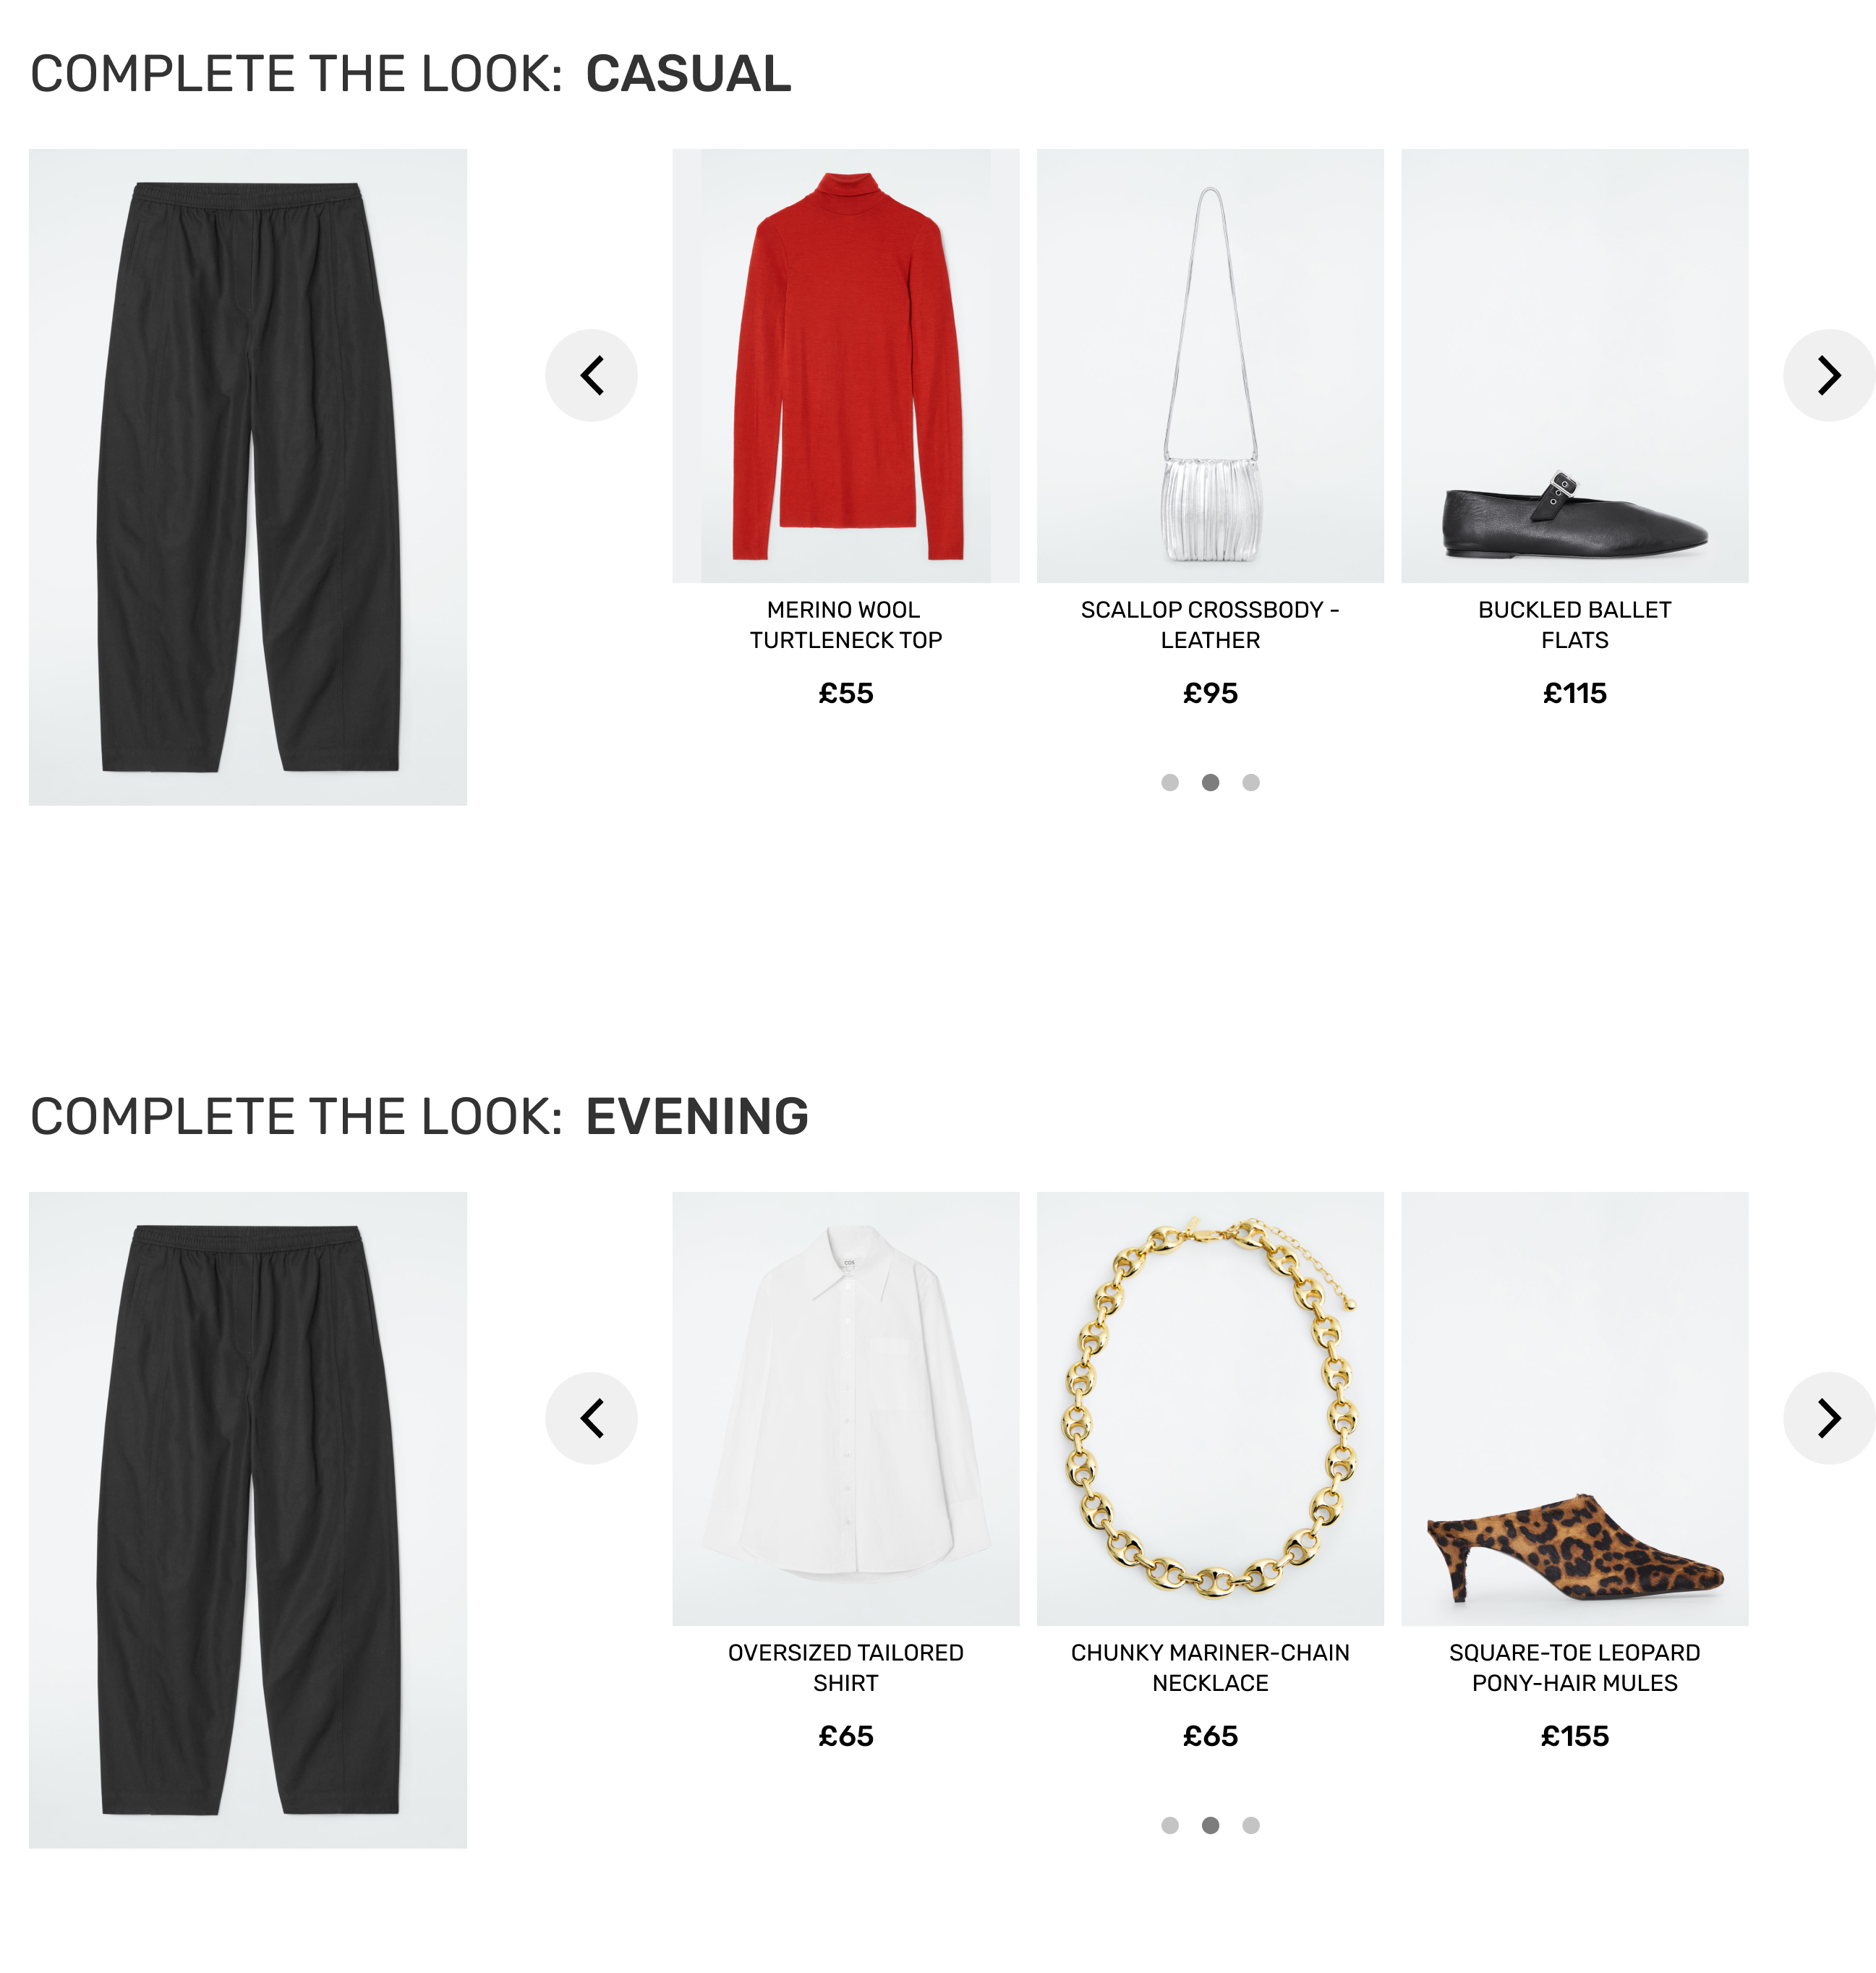 COMPLETE THE LOOK: CASUAL
MERINO WOOL
TURTLENECK TOP
£55
SCALLOP CROSSBODY -
LEATHER
£95
BUCKLED BALLET
FLATS
£115
COMPLETE THE LOOK: EVENING
COS
OVERSIZED TAILORED
SHIRT
£65
CHUNKY MARINER-CHAIN
NECKLACE
£65
SQUARE-TOE LEOPARD
PONY-HAIR MULES
£155